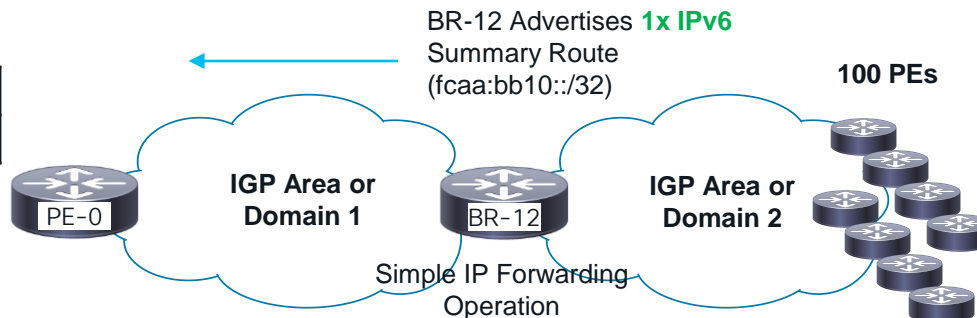 BR-12 Advertises 1x IPv6
Summary Route
(fcaa:bb10::/32)
100 PEs
IGP Area or
Domain 1
IGP Area or
Domain 2
PE-0
BR-12
Simple IP Forwarding
Operation